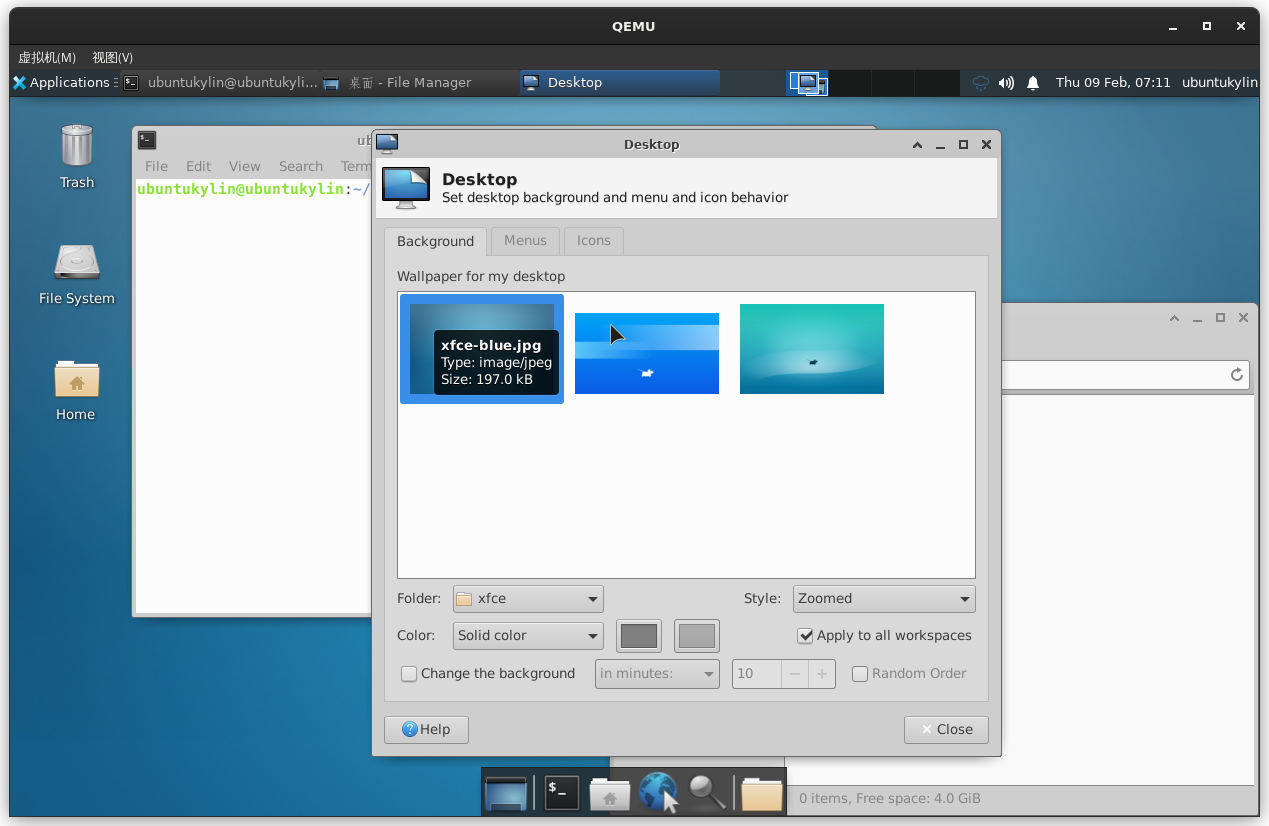 QEMU
虚拟机(M) 视图(V)
Applications ubuntukylin@ubuntukyli... 桌面 - File Manager Desktop Thu 09 Feb, 07:11 ubuntukylin
Trash
File System
Home
File Edit View Search
ubuntukylin@ubuntukylin:~/
Desktop
Desktop
Set desktop background and menu and icon behavior
Background Menus Icons
Wallpaper for my desktop
xfce-blue.jpg
Type: image/jpeg
Size: 197.0 kB
Folder: xfce Style: Zoomed
Color: Solid color Apply to all workspaces
Change the background in minutes: 10 Random Order
Help Close
$_
0 items, Free space: 4.0 GiB